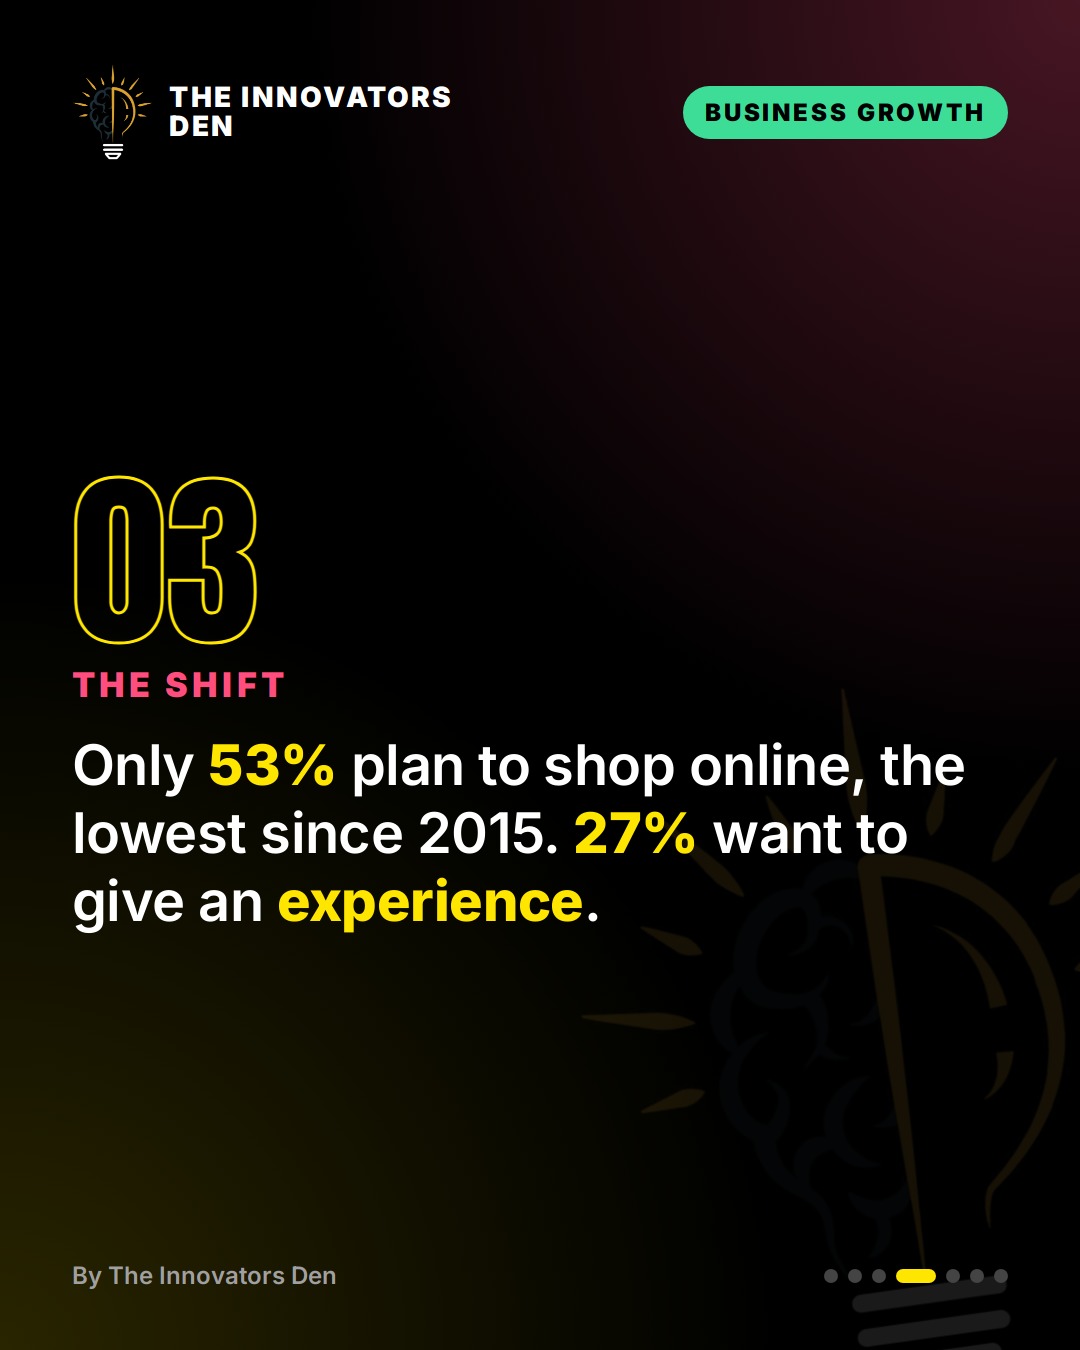 THE INNOVATORS
DEN
BUSINESS GROWTH
03
THE SHIFT
Only 53% plan to shop online, the
lowest since 2015. 27% want to
give an experience.
By The Innovators Den